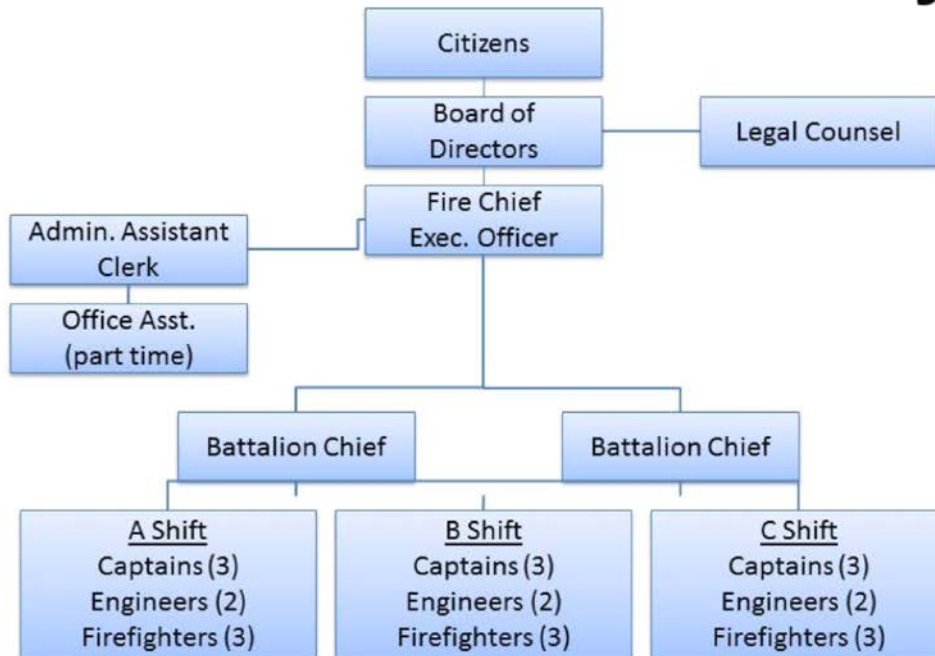 Citizens
Board of
Directors
Legal Counsel
Fire Chief
Exec. Officer
Admin. Assistant
Clerk
Office Asst.
(part time)
Battalion Chief
Battalion Chief
A Shift
Captains (3)
Engineers (2)
Firefighters (3)
B Shift
Captains (3)
Engineers (2)
Firefighters (3)
C Shift
Captains (3)
Engineers (2)
Firefighters (3)